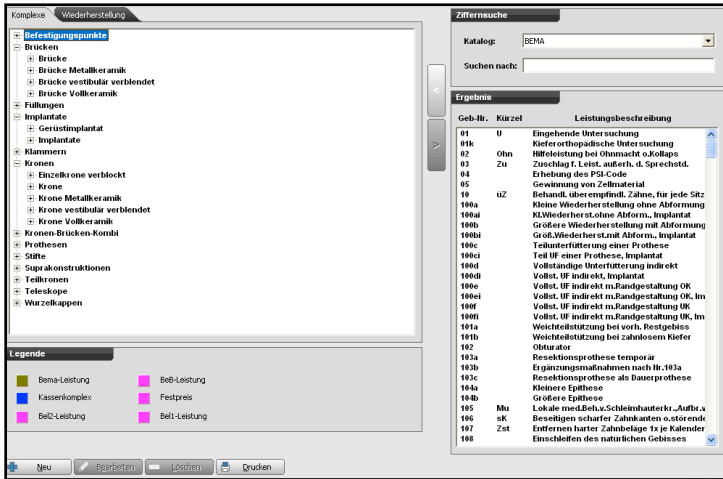 Komplexe Wiederherstellung
Befestigungspunkte
Brücken
Brücke
Brücke Metallkeramik
Brücke vestibulär verblendet
Brücke Vollkeramik
Füllungen
Implantate
Gerüstimplantat
Implantate
Klammern
Kronen
Einzelkrone verblockt
Krone
Krone Metallkeramik
Krone vestibulär verblendet
Krone Vollkeramik
Kronen-Brücken-Kombi
Prothesen
Stifte
Suprakonstruktionen
Teilkronen
Teleskope
Wurzelkappen
Legende
Bema-Leistung BeB-Leistung
Kassenkomplex Festpreis
Bel2-Leistung Bel1-Leistung
Neu Bearbeiten Löschen Drucken
<
>
Ziffernsuche
Katalog: BEMA
Suchen nach:
Ergebnis
Geb-Nr. Kürzel Leistungsbeschreibung
01 U Eingehende Untersuchung
01k Kieferorthopädische Untersuchung
02 Ohn Hilfeleistung bei Ohnmacht o.Kollaps
03 Zu Zuschlag f. Leist. außerh. d. Sprechstd.
04 Erhebung des PSI-Code
05 Gewinnung von Zellmaterial
10 üZ Behandl. überempfindl. Zähne, für jede Sitz
100a Kleine Wiederherstellung ohne Abformung
100ai Kl.Wiederherst.ohne Abform., Implantat
100b Größere Wiederherstellung mit Abformung
100bi Größ.Wiederherst.mit Abform., Implantat
100c Teilunterfütterung einer Prothese
100ci Teil UF einer Prothese, Implantat
100d Vollständige Unterfütterung indirekt
100di Vollst. UF indirekt, Implantat
100e Vollst. UF indirekt m.Randgestaltung OK
100ei Vollst. UF indirekt m.Randgestaltung OK, Im
100f Vollst. UF indirekt m.Randgestaltung UK
100fi Vollst. UF indirekt m.Randgestaltung UK, Im
101a Weichteilstützung bei vorh. Restgebiss
101b Weichteilstützung bei zahnlosem Kiefer
102 Obturator
103a Resektionsprothese temporär
103b Ergänzungsmaßnahmen nach Nr.103a
103c Resektionsprothese als Dauerprothese
104a Kleinere Epithese
104b Größere Epithese
105 Mu Lokale med.Beh.v.Schleimhauterkr.,Aufbr.v
106 sK Beseitigen scharfer Zahnkanten o.störende
107 Zst Entfernen harter Zahnbeläge 1x je Kalender
108 Einschleifen des natürlichen Gebisses